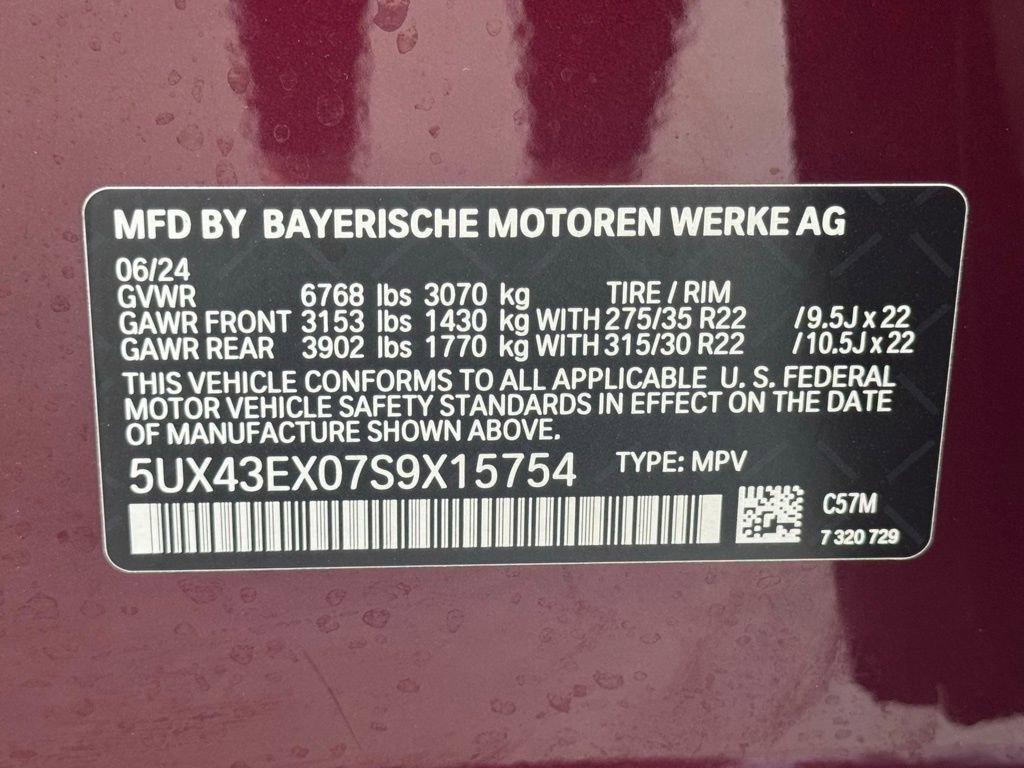 MFD BY BAYERISCHE MOTOREN WERKE AG
06/24
GVWR 6768 lbs 3070 kg TIRE / RIM
GAWR FRONT 3153 lbs 1430 kg WITH 275/35 R22 /9.5J x 22
GAWR REAR 3902 lbs 1770 kg WITH 315/30 R22 /10.5J x 22
THIS VEHICLE CONFORMS TO ALL APPLICABLE U. S. FEDERAL
MOTOR VEHICLE SAFETY STANDARDS IN EFFECT ON THE DATE
OF MANUFACTURE SHOWN ABOVE.
5UX43EX07S9X15754 TYPE: MPV
C57M
7 320 729